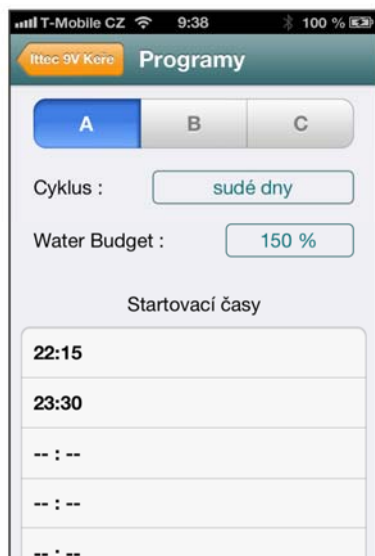 T-Mobile CZ 9:38 100 %
Ittec 9V Keře Programy
A B C
Cyklus : sudé dny
Water Budget : 150 %
Startovací časy
22:15
23:30
-- : --
-- : --
-- : --